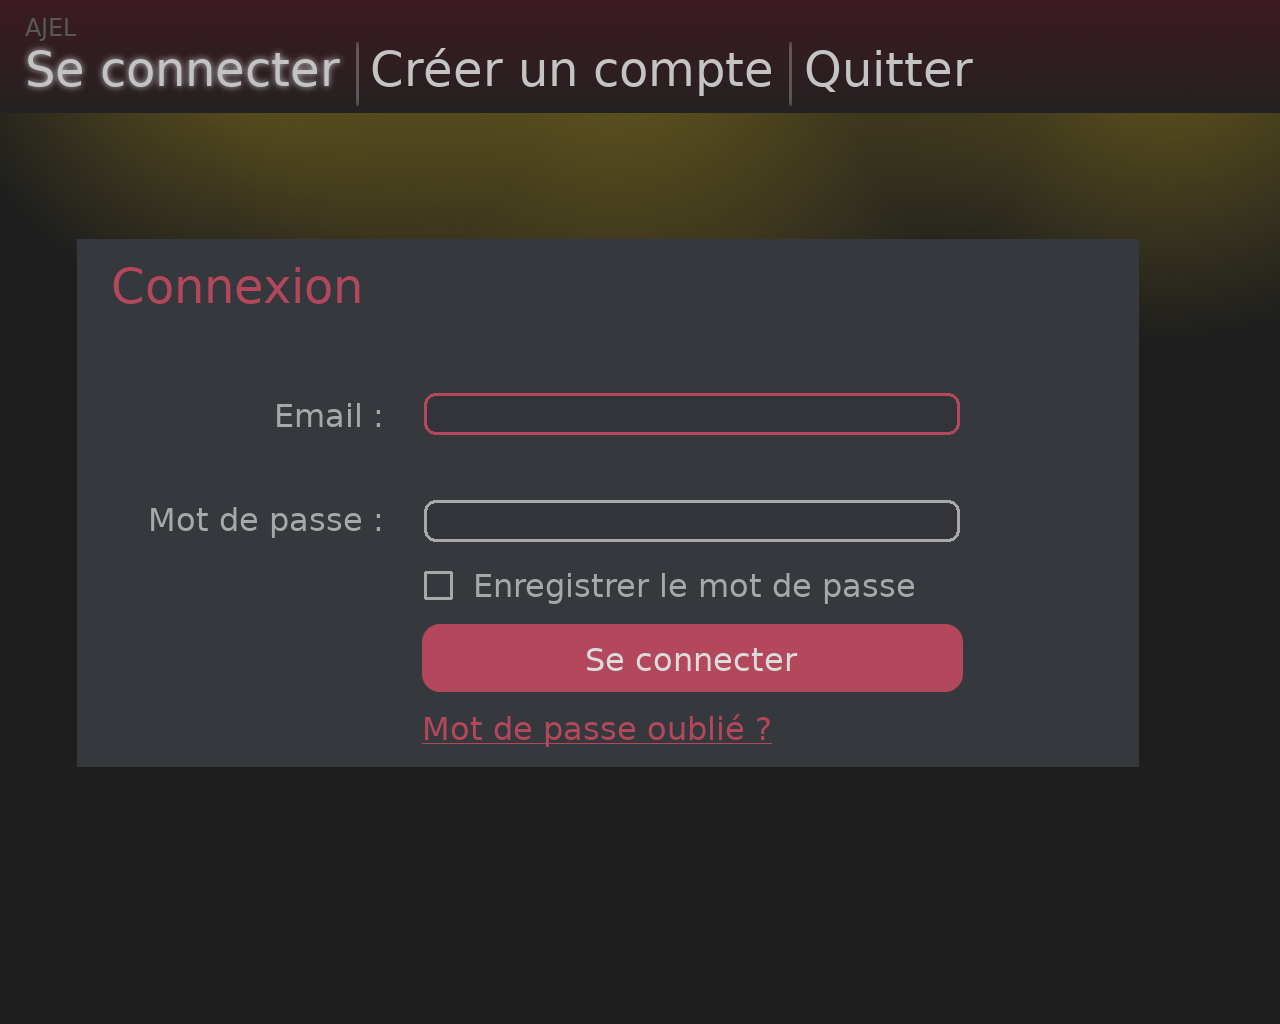 AJEL
Se connecter Créer un compte Quitter
Connexion
Email :
Mot de passe :
Enregistrer le mot de passe
Se connecter
Mot de passe oublié ?